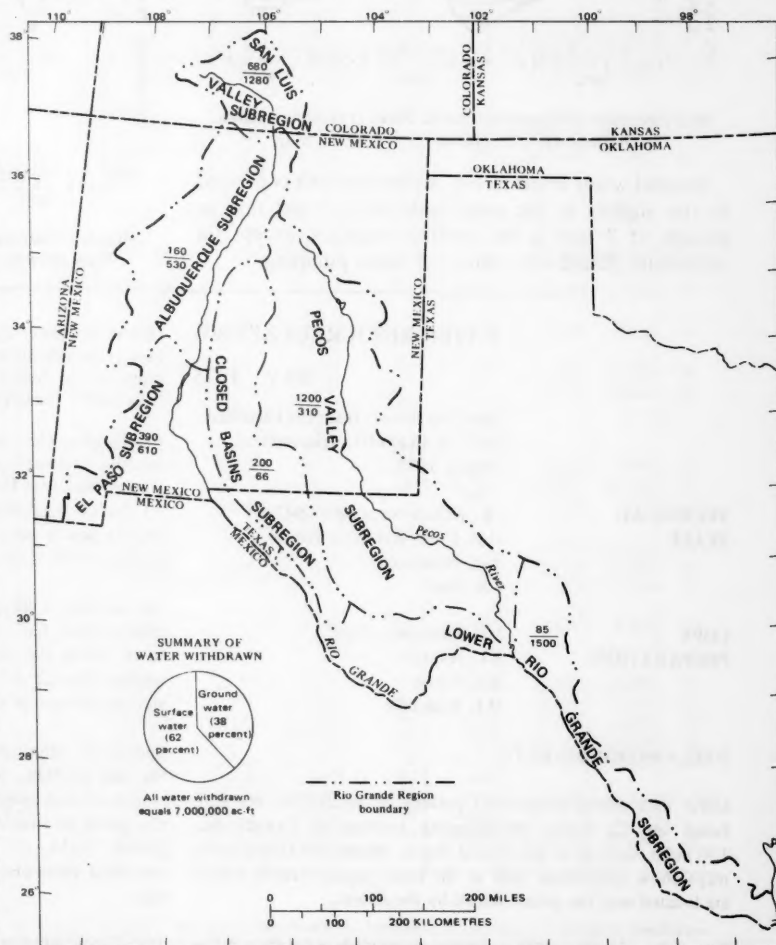 110°
108°
106°
104°
102°
100°
98°
38°
36°
34°
32°
30°
28°
26°
SAN LUIS
680
1280
VALLEY
SUBREGION
COLORADO
KANSAS
COLORADO
NEW MEXICO
KANSAS
OKLAHOMA
OKLAHOMA
TEXAS
ALBUQUERQUE SUBREGION
160
530
ARIZONA
NEW MEXICO
NEW MEXICO
TEXAS
PECOS VALLEY SUBREGION
1200
310
CLOSED BASINS SUBREGION
200
66
390
610
EL PASO SUBREGION
NEW MEXICO
MEXICO
TEXAS
MEXICO
Pecos River
85
1500
LOWER RIO GRANDE SUBREGION
RIO GRANDE
SUMMARY OF
WATER WITHDRAWN
Ground
water
(38
percent)
Surface
water
(62
percent)
All water withdrawn
equals 7,000,000 ac-ft
Rio Grande Region
boundary
0 100 200 MILES
0 100 200 KILOMETRES